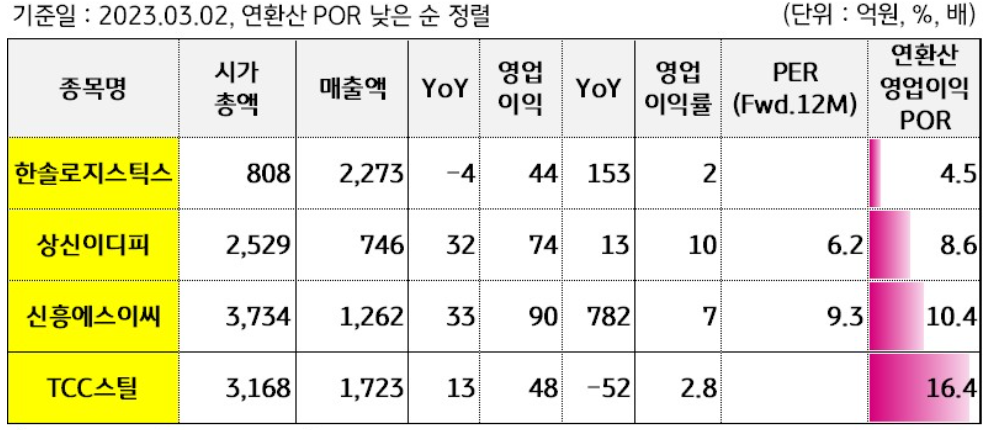 기준일 : 2023.03.02, 연환산 POR 낮은 순 정렬 (단위 : 억원, %, 배)
종목명 시가 총액 매출액 YoY 영업 이익 YoY 영업 이익률 PER (Fwd.12M) 연환산 영업이익 POR
한솔로지스틱스 808 2,273 -4 44 153 2 4.5
상신이디피 2,529 746 32 74 13 10 6.2 8.6
신흥에스이씨 3,734 1,262 33 90 782 7 9.3 10.4
TCC스틸 3,168 1,723 13 48 -52 2.8 16.4